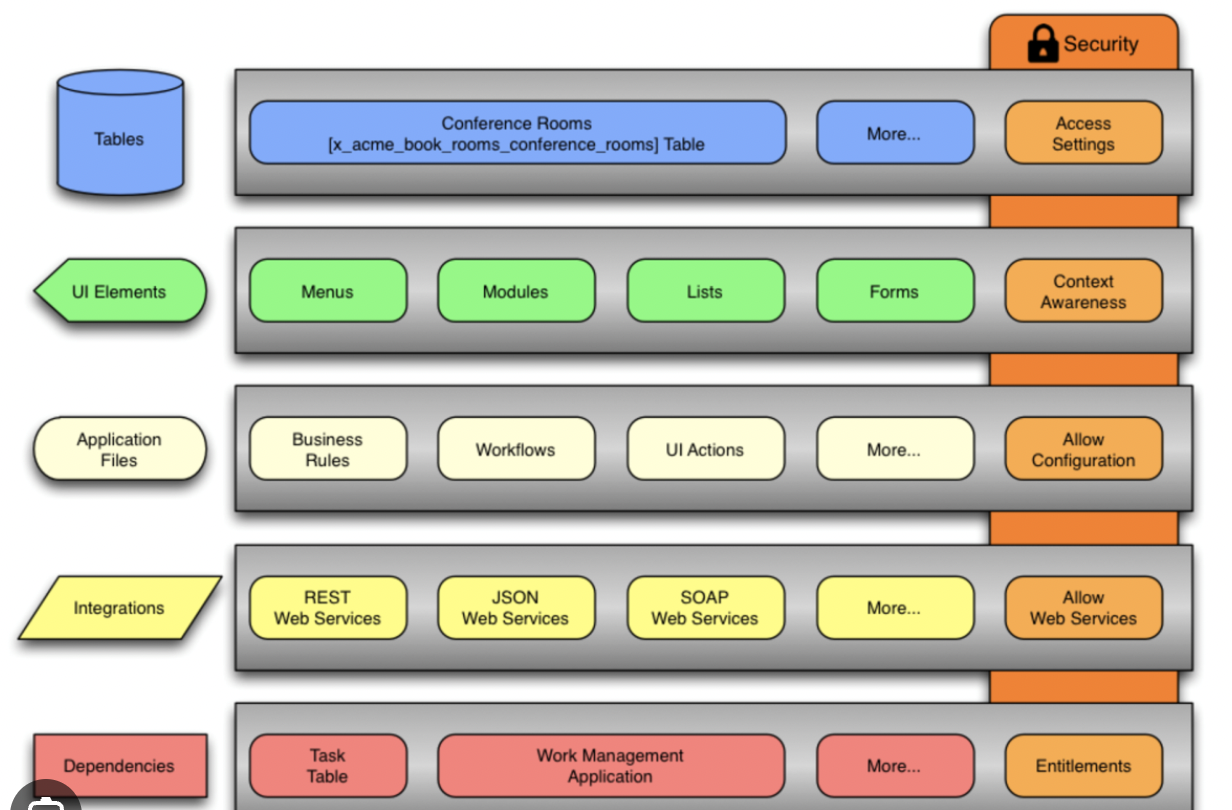 Security
Tables
Conference Rooms
[x_acme_book_rooms_conference_rooms] Table
More...
Access
Settings
UI Elements
Menus
Modules
Lists
Forms
Context
Awareness
Application
Files
Business
Rules
Workflows
UI Actions
More...
Allow
Configuration
Integrations
REST
Web Services
JSON
Web Services
SOAP
Web Services
More...
Allow
Web Services
Dependencies
Task
Table
Work Management
Application
More...
Entitlements